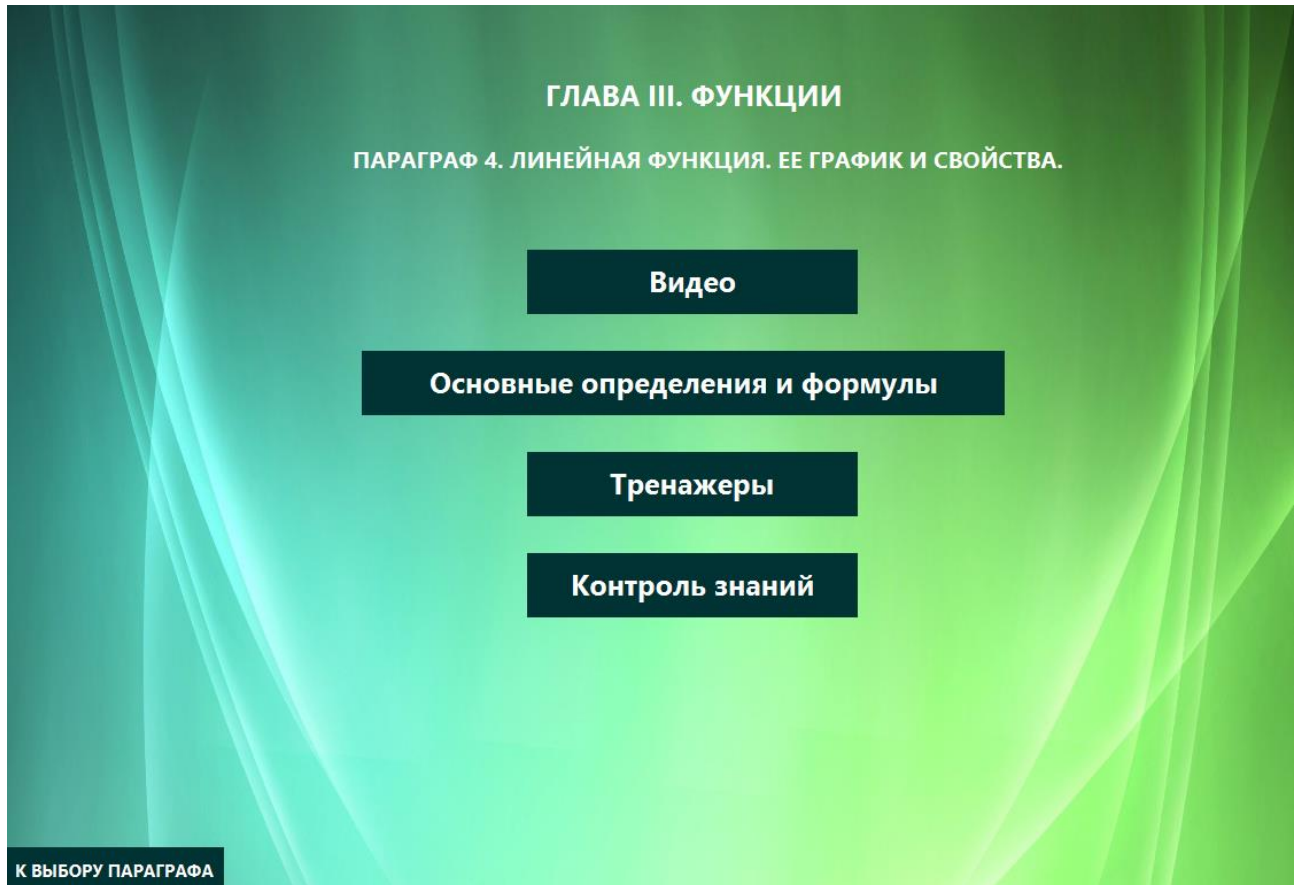 ГЛАВА III. ФУНКЦИИ
ПАРАГРАФ 4. ЛИНЕЙНАЯ ФУНКЦИЯ. ЕЕ ГРАФИК И СВОЙСТВА.
Видео
Основные определения и формулы
Тренажеры
Контроль знаний
К ВЫБОРУ ПАРАГРАФА